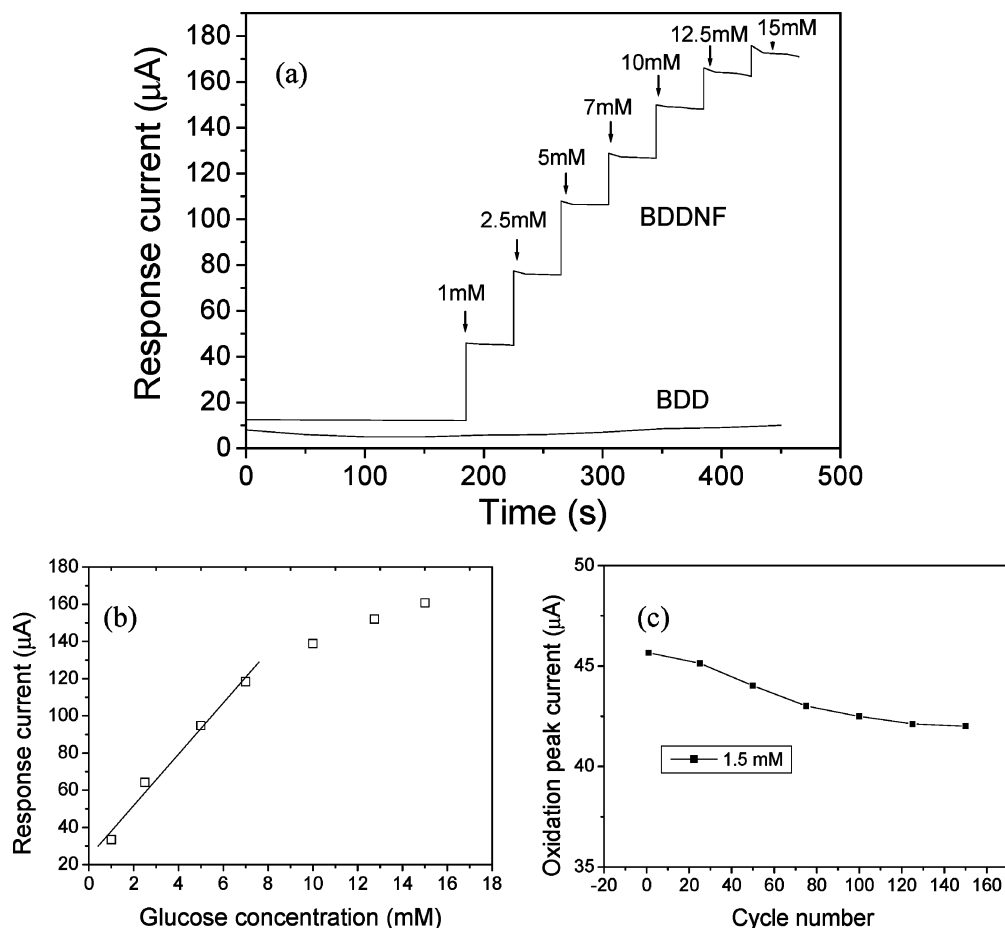 (a)
Response current (μA)
180
160
140
120
100
80
60
40
20
0
1mM
2.5mM
5mM
7mM
10mM
12.5mM
15mM
BDDNF
BDD
0
100
200
300
400
500
Time (s)
(b)
Response current (μA)
180
160
140
120
100
80
60
40
20
0 2 4 6 8 10 12 14 16 18
Glucose concentration (mM)
(c)
Oxidation peak current (μA)
50
45
40
35
1.5 mM
-20 0 20 40 60 80 100 120 140 160
Cycle number